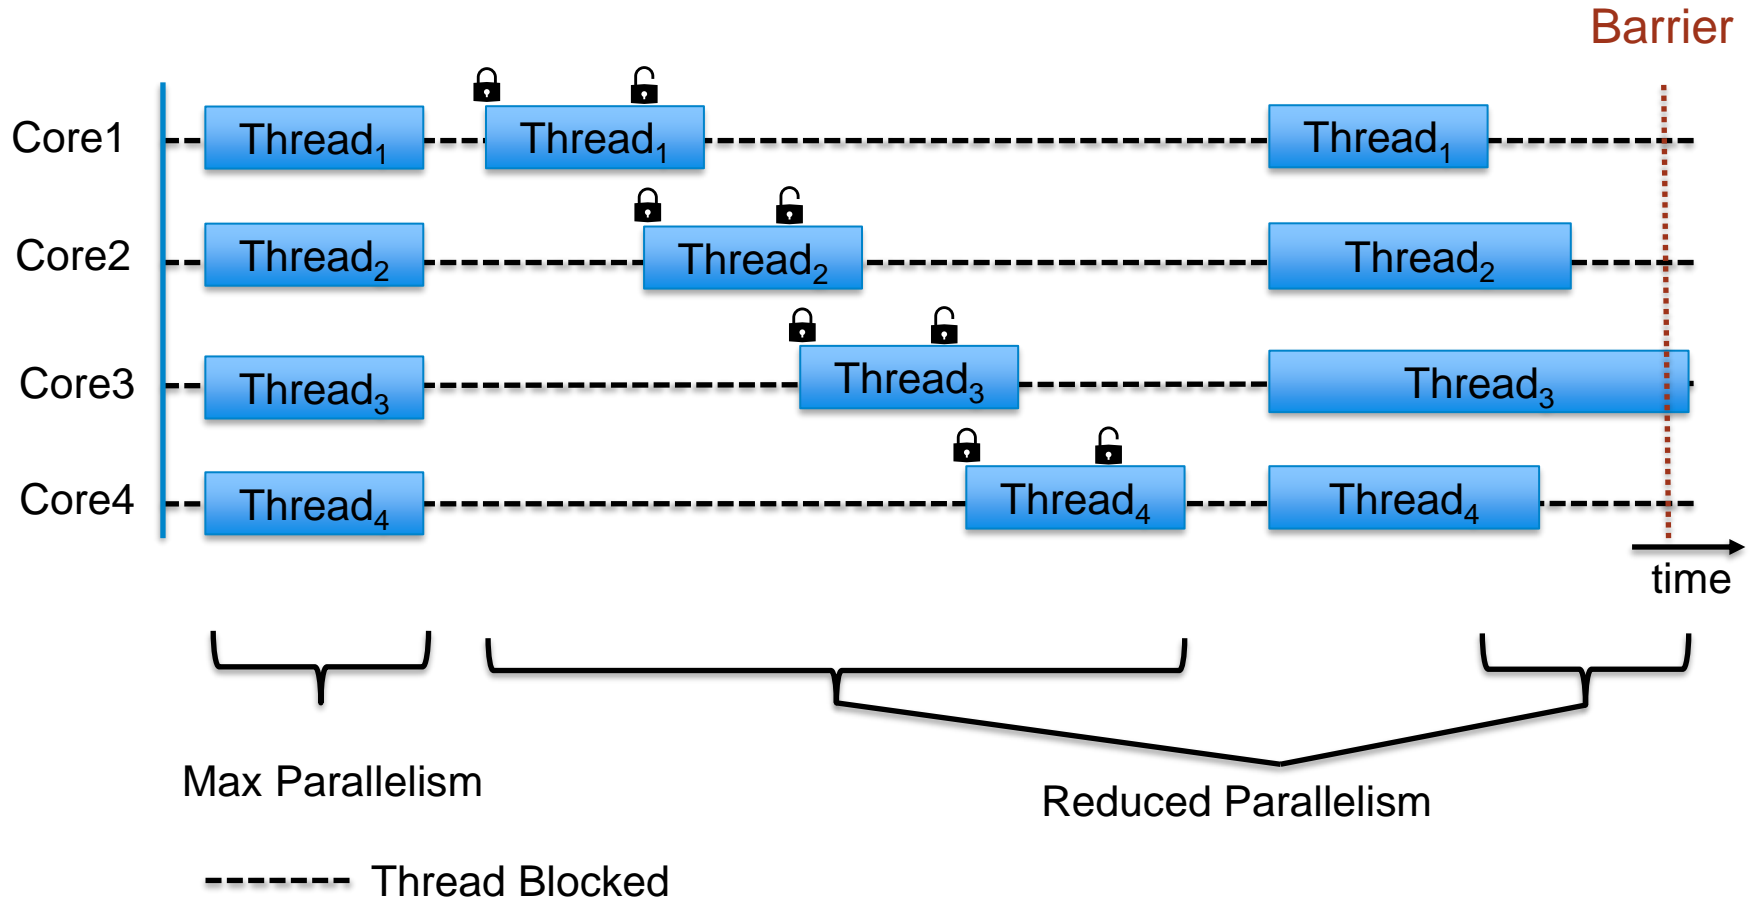 Barrier
Core1 Thread₁ Thread₁ Thread₁
Core2 Thread₂ Thread₂ Thread₂
Core3 Thread₃ Thread₃ Thread₃
Core4 Thread₄ Thread₄ Thread₄
time
Max Parallelism
Reduced Parallelism
Thread Blocked